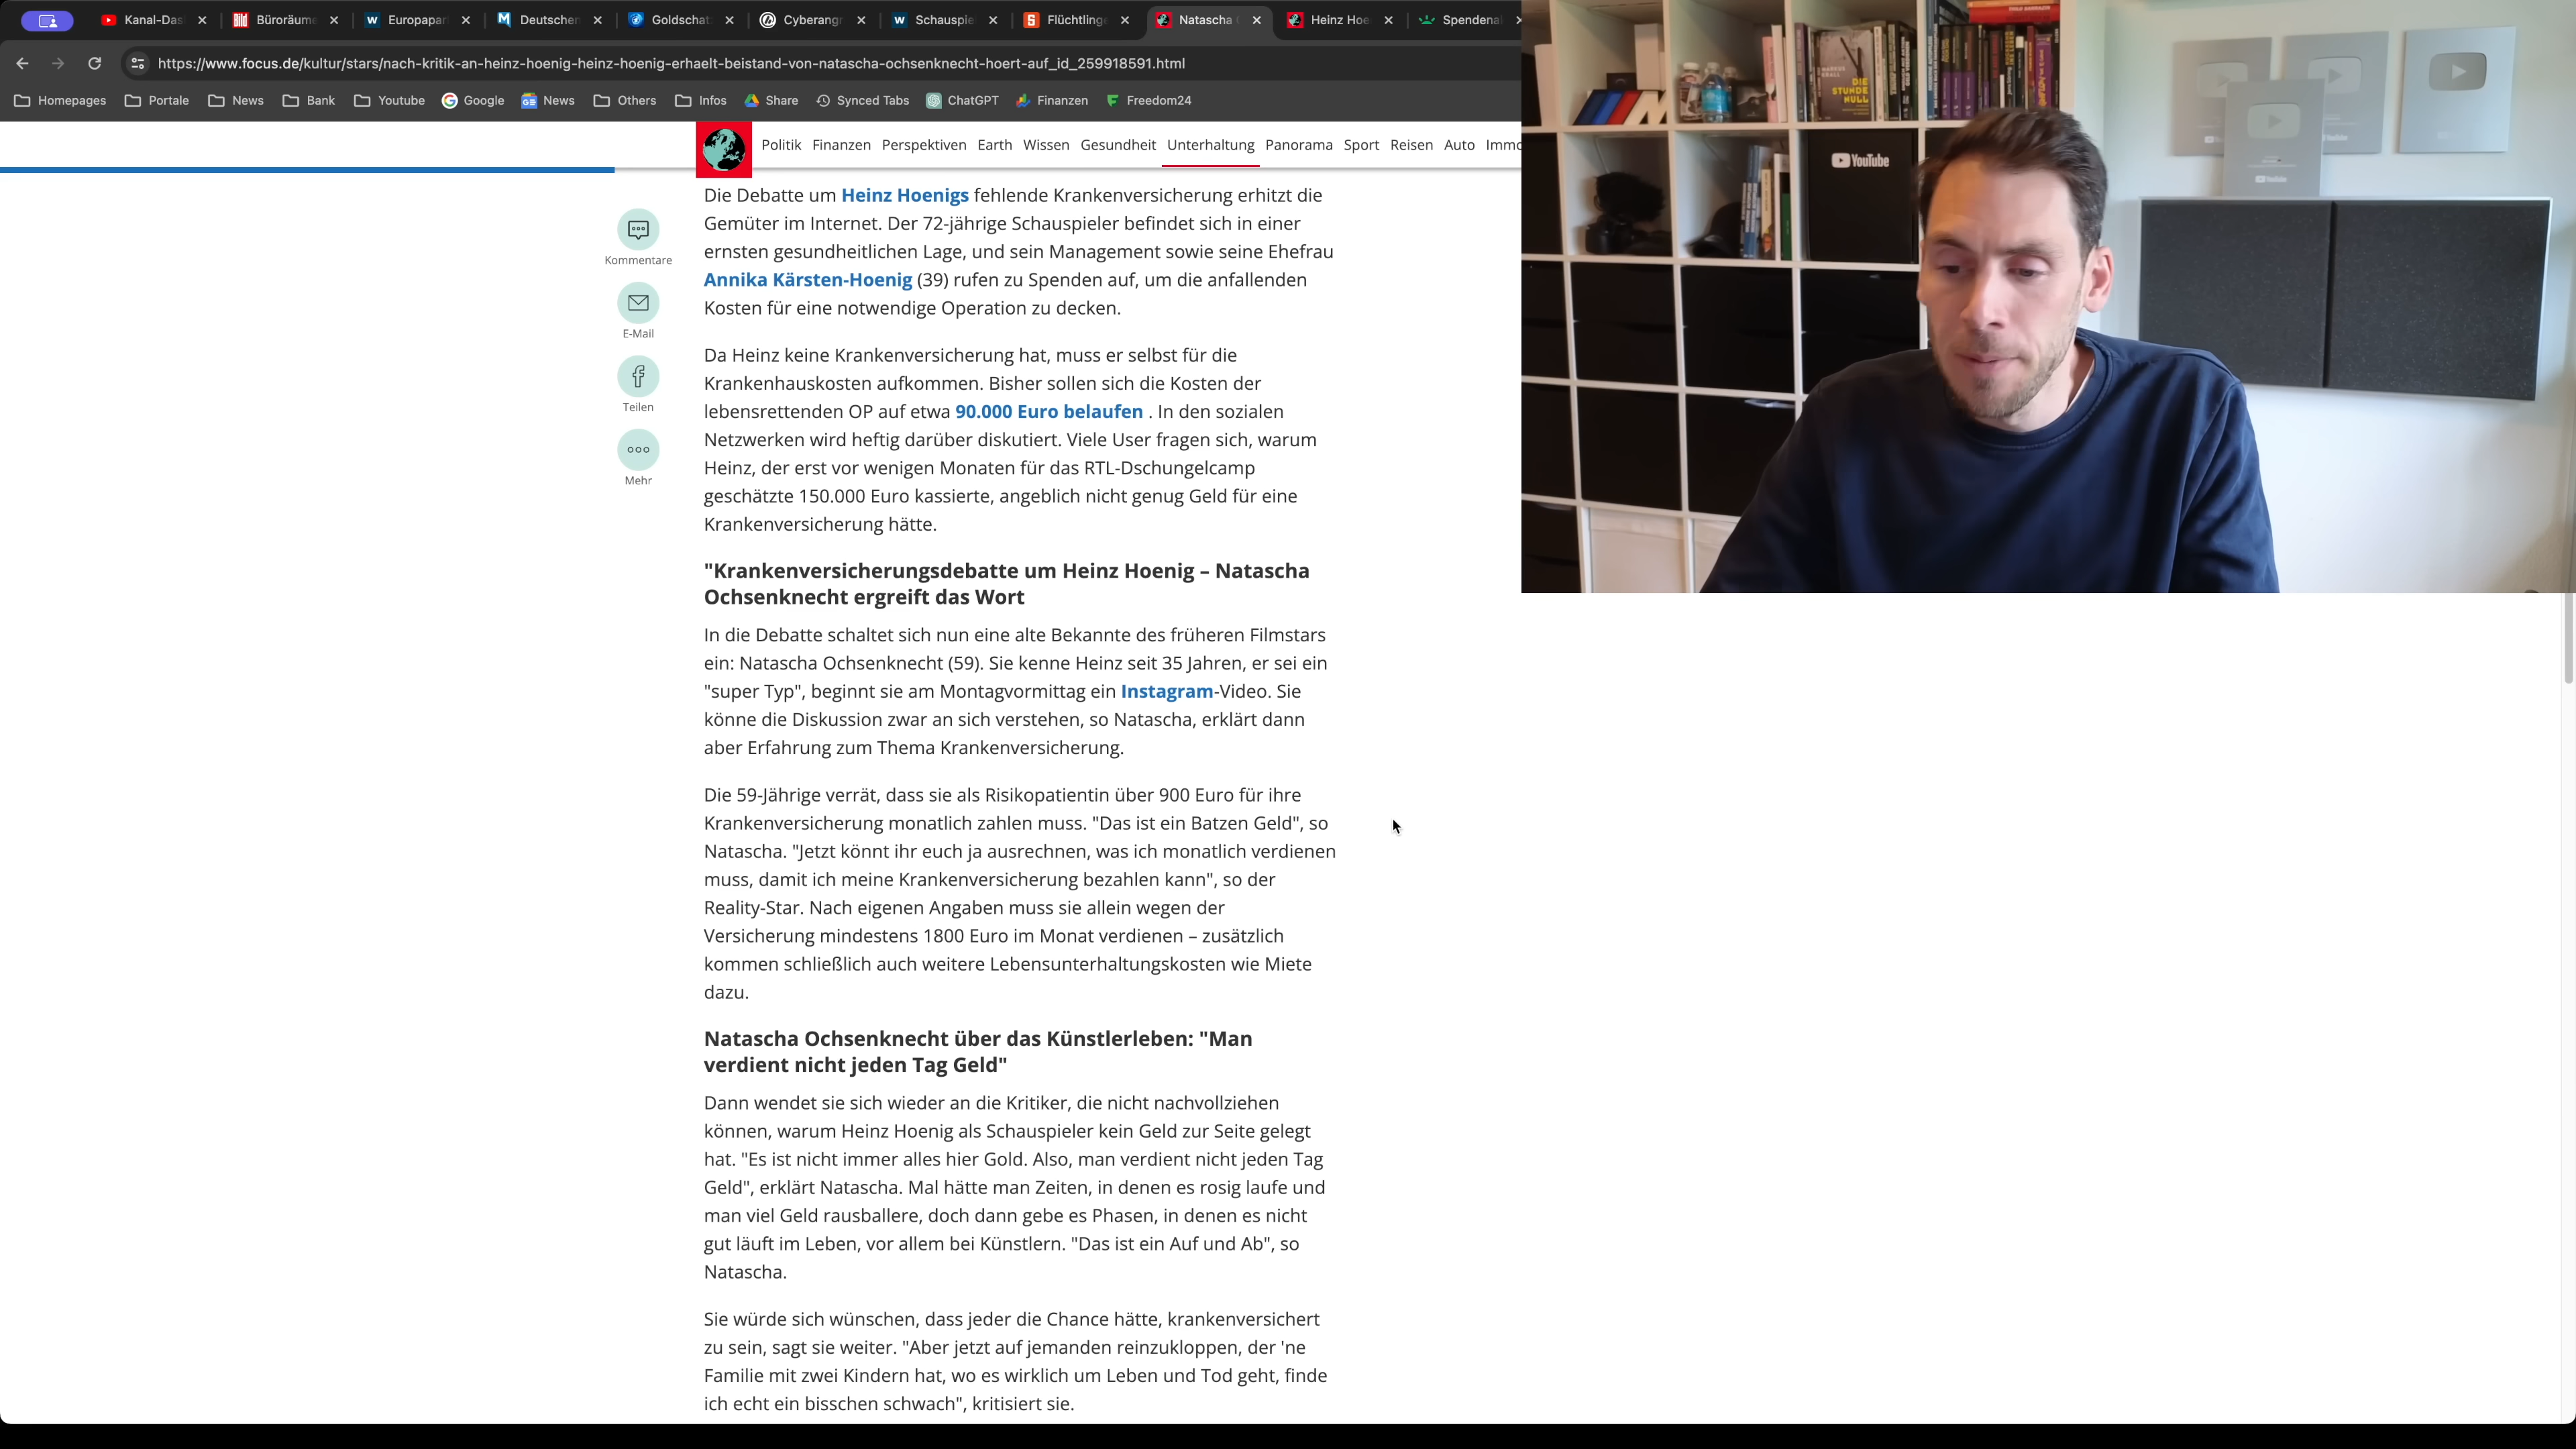 Kanal-Das
Büroräume
Europapar
Deutschen
Goldschat
Cyberangr
Schauspie
Flüchtling
Natascha
Heinz Hoe
Spendena
https://www.focus.de/kultur/stars/nach-kritik-an-heinz-hoenig-heinz-hoenig-erhaelt-beistand-von-natascha-ochsenknecht-hoert-auf_id_259918591.html
Homepages
Portale
News
Bank
Youtube
Google
News
Others
Infos
Share
Synced Tabs
ChatGPT
Finanzen
Freedom24
Politik Finanzen Perspektiven Earth Wissen Gesundheit Unterhaltung Panorama Sport Reisen Auto Immo
Kommentare
E-Mail
Teilen
Mehr
Die Debatte um Heinz Hoenigs fehlende Krankenversicherung erhitzt die
Gemüter im Internet. Der 72-jährige Schauspieler befindet sich in einer
ernsten gesundheitlichen Lage, und sein Management sowie seine Ehefrau
Annika Kärsten-Hoenig (39) rufen zu Spenden auf, um die anfallenden
Kosten für eine notwendige Operation zu decken.
Da Heinz keine Krankenversicherung hat, muss er selbst für die
Krankenhauskosten aufkommen. Bisher sollen sich die Kosten der
lebensrettenden OP auf etwa 90.000 Euro belaufen . In den sozialen
Netzwerken wird heftig darüber diskutiert. Viele User fragen sich, warum
Heinz, der erst vor wenigen Monaten für das RTL-Dschungelcamp
geschätzte 150.000 Euro kassierte, angeblich nicht genug Geld für eine
Krankenversicherung hätte.
"Krankenversicherungsdebatte um Heinz Hoenig – Natascha
Ochsenknecht ergreift das Wort
In die Debatte schaltet sich nun eine alte Bekannte des früheren Filmstars
ein: Natascha Ochsenknecht (59). Sie kenne Heinz seit 35 Jahren, er sei ein
"super Typ", beginnt sie am Montagvormittag ein Instagram-Video. Sie
könne die Diskussion zwar an sich verstehen, so Natascha, erklärt dann
aber Erfahrung zum Thema Krankenversicherung.
Die 59-Jährige verrät, dass sie als Risikopatientin über 900 Euro für ihre
Krankenversicherung monatlich zahlen muss. "Das ist ein Batzen Geld", so
Natascha. "Jetzt könnt ihr euch ja ausrechnen, was ich monatlich verdienen
muss, damit ich meine Krankenversicherung bezahlen kann", so der
Reality-Star. Nach eigenen Angaben muss sie allein wegen der
Versicherung mindestens 1800 Euro im Monat verdienen – zusätzlich
kommen schließlich auch weitere Lebensunterhaltungskosten wie Miete
dazu.
Natascha Ochsenknecht über das Künstlerleben: "Man
verdient nicht jeden Tag Geld"
Dann wendet sie sich wieder an die Kritiker, die nicht nachvollziehen
können, warum Heinz Hoenig als Schauspieler kein Geld zur Seite gelegt
hat. "Es ist nicht immer alles hier Gold. Also, man verdient nicht jeden Tag
Geld", erklärt Natascha. Mal hätte man Zeiten, in denen es rosig laufe und
man viel Geld rausballere, doch dann gebe es Phasen, in denen es nicht
gut läuft im Leben, vor allem bei Künstlern. "Das ist ein Auf und Ab", so
Natascha.
Sie würde sich wünschen, dass jeder die Chance hätte, krankenversichert
zu sein, sagt sie weiter. "Aber jetzt auf jemanden reinzukloppen, der 'ne
Familie mit zwei Kindern hat, wo es wirklich um Leben und Tod geht, finde
ich echt ein bisschen schwach", kritisiert sie.
DIE
STUNDE
NULL
YouTube